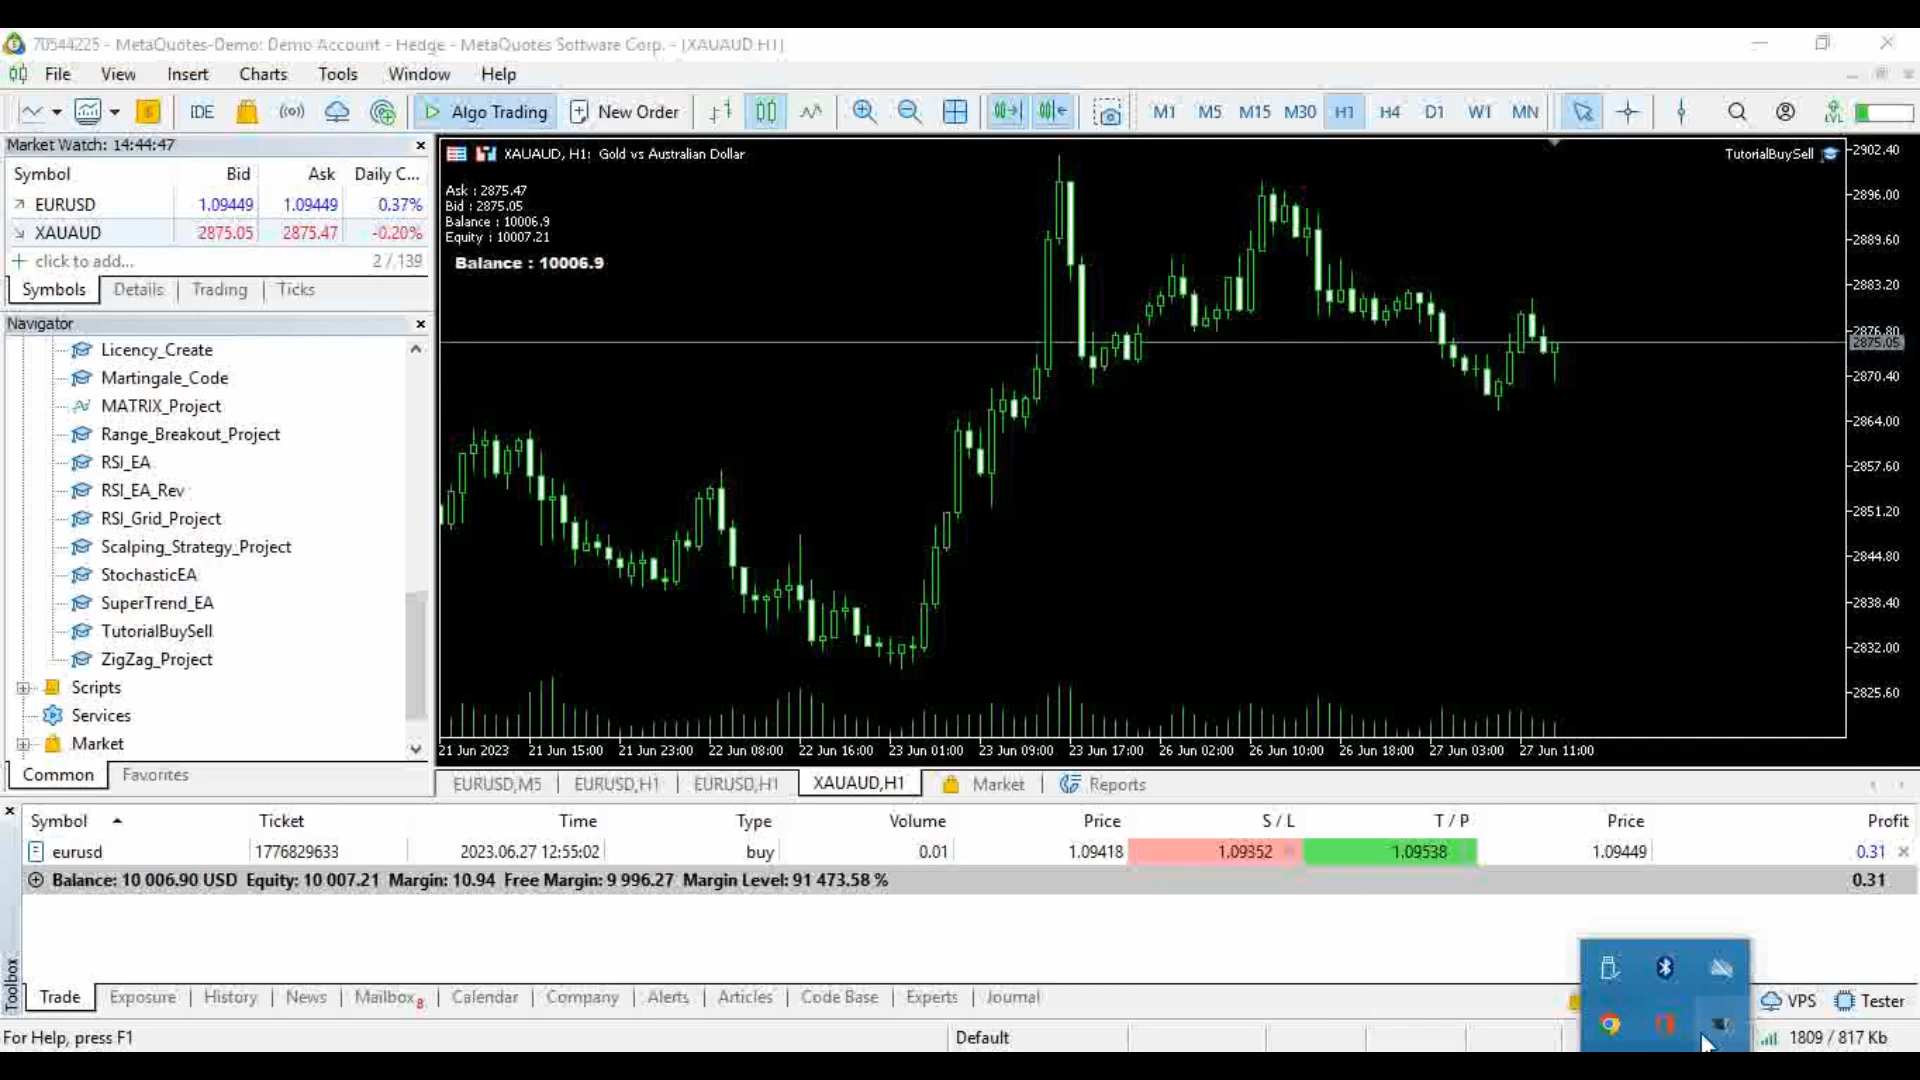 70544225 - MetaQuotes-Demo: Demo Account - Hedge - MetaQuotes Software Corp. - [XAUAUD,H1]
File View Insert Charts Tools Window Help
IDE Algo Trading New Order M1 M5 M15 M30 H1 H4 D1 W1 MN
Market Watch: 14:44:47
Symbol Bid Ask Daily C...
EURUSD 1.09449 1.09449 0.37%
XAUAUD 2875.05 2875.47 -0.20%
click to add... 2 / 139
Symbols Details Trading Ticks
Navigator
Licency_Create
Martingale_Code
MATRIX_Project
Range_Breakout_Project
RSI_EA
RSI_EA_Rev
RSI_Grid_Project
Scalping_Strategy_Project
StochasticEA
SuperTrend_EA
TutorialBuySell
ZigZag_Project
Scripts
Services
Market
Common Favorites
XAUAUD, H1: Gold vs Australian Dollar
TutorialBuySell
Ask : 2875.47
Bid : 2875.05
Balance : 10006.9
Equity : 10007.21
Balance : 10006.9
2902.40
2896.00
2889.60
2883.20
2876.80
2875.05
2870.40
2864.00
2857.60
2851.20
2844.80
2838.40
2832.00
2825.60
21 Jun 2023 21 Jun 15:00 21 Jun 23:00 22 Jun 08:00 22 Jun 16:00 23 Jun 01:00 23 Jun 09:00 23 Jun 17:00 26 Jun 02:00 26 Jun 10:00 26 Jun 18:00 27 Jun 03:00 27 Jun 11:00
EURUSD,M5 EURUSD,H1 EURUSD,H1 XAUAUD,H1 Market Reports
Symbol Ticket Time Type Volume Price S / L T / P Price Profit
eurusd 1776829633 2023.06.27 12:55:02 buy 0.01 1.09418 1.09352 1.09538 1.09449 0.31
Balance: 10 006.90 USD Equity: 10 007.21 Margin: 10.94 Free Margin: 9 996.27 Margin Level: 91 473.58 % 0.31
Toolbox
Trade Exposure History News Mailbox 8 Calendar Company Alerts Articles Code Base Experts Journal
VPS Tester
For Help, press F1 Default 1809 / 817 Kb